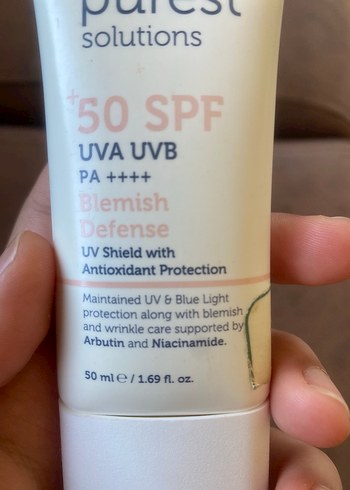 purest
solutions
+50 SPF
UVA UVB
PA ++++
Blemish
Defense
UV Shield with
Antioxidant Protection
Maintained UV & Blue Light
protection along with blemish
and wrinkle care supported by
Arbutin and Niacinamide.
50 ml ℮ / 1.69 fl. oz.